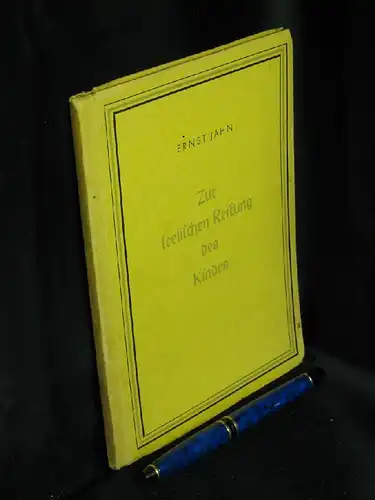 ERNST JAHN
Zur
seelischen Reifung
des
Kindes